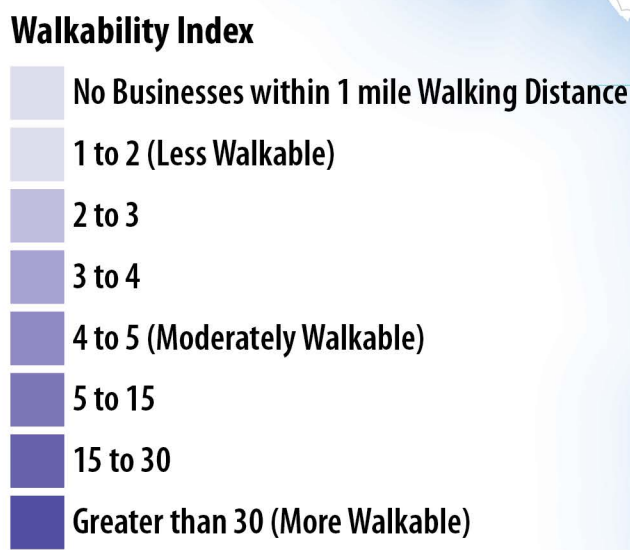 Walkability Index
No Businesses within 1 mile Walking Distance
1 to 2 (Less Walkable)
2 to 3
3 to 4
4 to 5 (Moderately Walkable)
5 to 15
15 to 30
Greater than 30 (More Walkable)